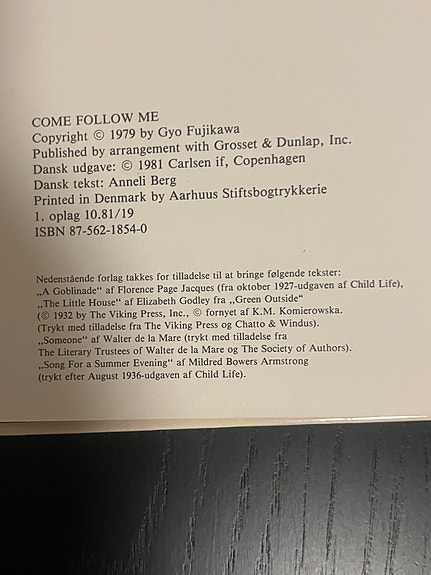 COME FOLLOW ME
Copyright © 1979 by Gyo Fujikawa
Published by arrangement with Grosset & Dunlap, Inc.
Dansk udgave: © 1981 Carlsen if, Copenhagen
Dansk tekst: Anneli Berg
Printed in Denmark by Aarhuus Stiftsbogtrykkerie
1. oplag 10.81/19
ISBN 87-562-1854-0
Nedenstående forlag takkes for tilladelse til at bringe følgende tekster:
„A Goblinade“ af Florence Page Jacques (fra oktober 1927-udgaven af Child Life),
„The Little House“ af Elizabeth Godley fra „Green Outside“
(© 1932 by The Viking Press, Inc., © fornyet af K.M. Komierowska.
(Trykt med tilladelse fra The Viking Press og Chatto & Windus).
„Someone“ af Walter de la Mare (trykt med tilladelse fra
The Literary Trustees of Walter de la Mare og The Society of Authors).
„Song For a Summer Evening“ af Mildred Bowers Armstrong
(trykt efter August 1936-udgaven af Child Life).